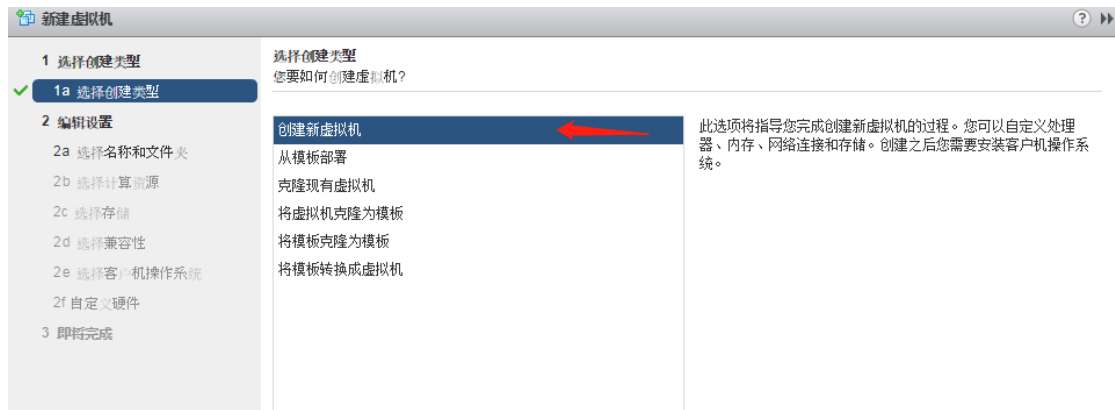 新建虚拟机
?
1 选择创建类型
1a 选择创建类型
2 编辑设置
2a 选择名称和文件夹
2b 选择计算资源
2c 选择存储
2d 选择兼容性
2e 选择客户机操作系统
2f 自定义硬件
3 即将完成
选择创建类型
您要如何创建虚拟机?
创建新虚拟机
从模板部署
克隆现有虚拟机
将虚拟机克隆为模板
将模板克隆为模板
将模板转换成虚拟机
此选项将指导您完成创建新虚拟机的过程。您可以自定义处理
器、内存、网络连接和存储。创建之后您需要安装客户机操作系
统。